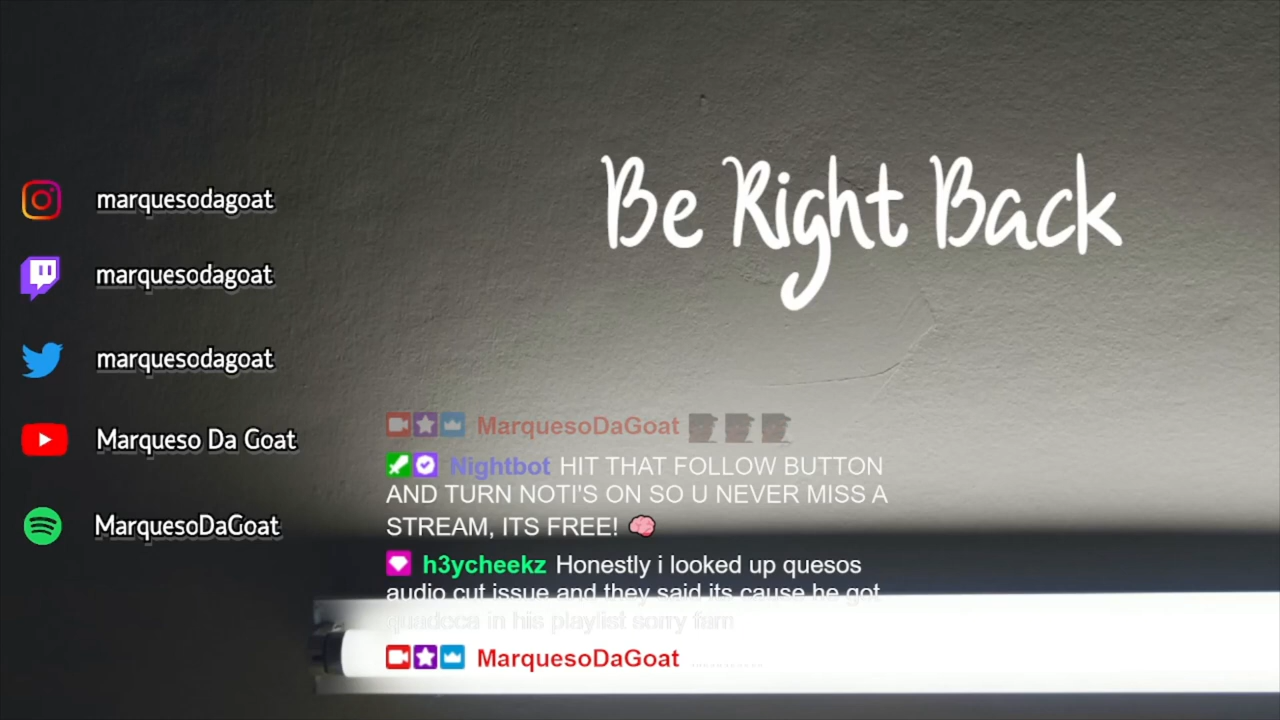 Be Right Back
marquesodagoat
marquesodagoat
marquesodagoat
Marqueso Da Goat
MarquesoDaGoat
MarquesoDaGoat
Nightbot HIT THAT FOLLOW BUTTON
AND TURN NOTI'S ON SO U NEVER MISS A
STREAM, ITS FREE!
h3ycheekz Honestly i looked up quesos
audio cut issue and they said its cause he got
quadeca in his playlist sorry fam
MarquesoDaGoat